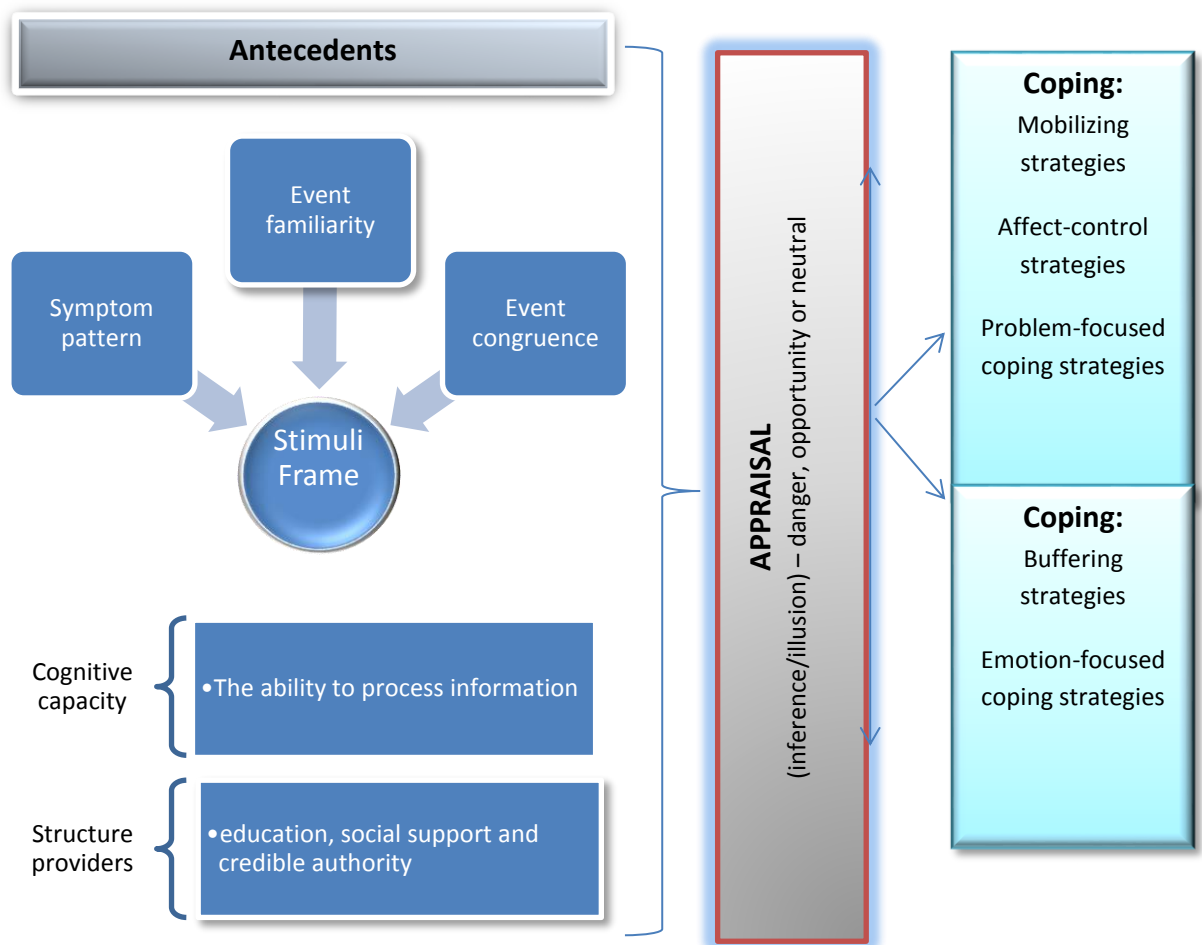 Antecedents
Event
familiarity
Symptom
pattern
Event
congruence
Stimuli
Frame
Cognitive
capacity
•The ability to process information
Structure
providers
•education, social support and
credible authority
APPRAISAL
(inference/illusion) – danger, opportunity or neutral
Coping:
Mobilizing
strategies
Affect-control
strategies
Problem-focused
coping strategies
Coping:
Buffering
strategies
Emotion-focused
coping strategies